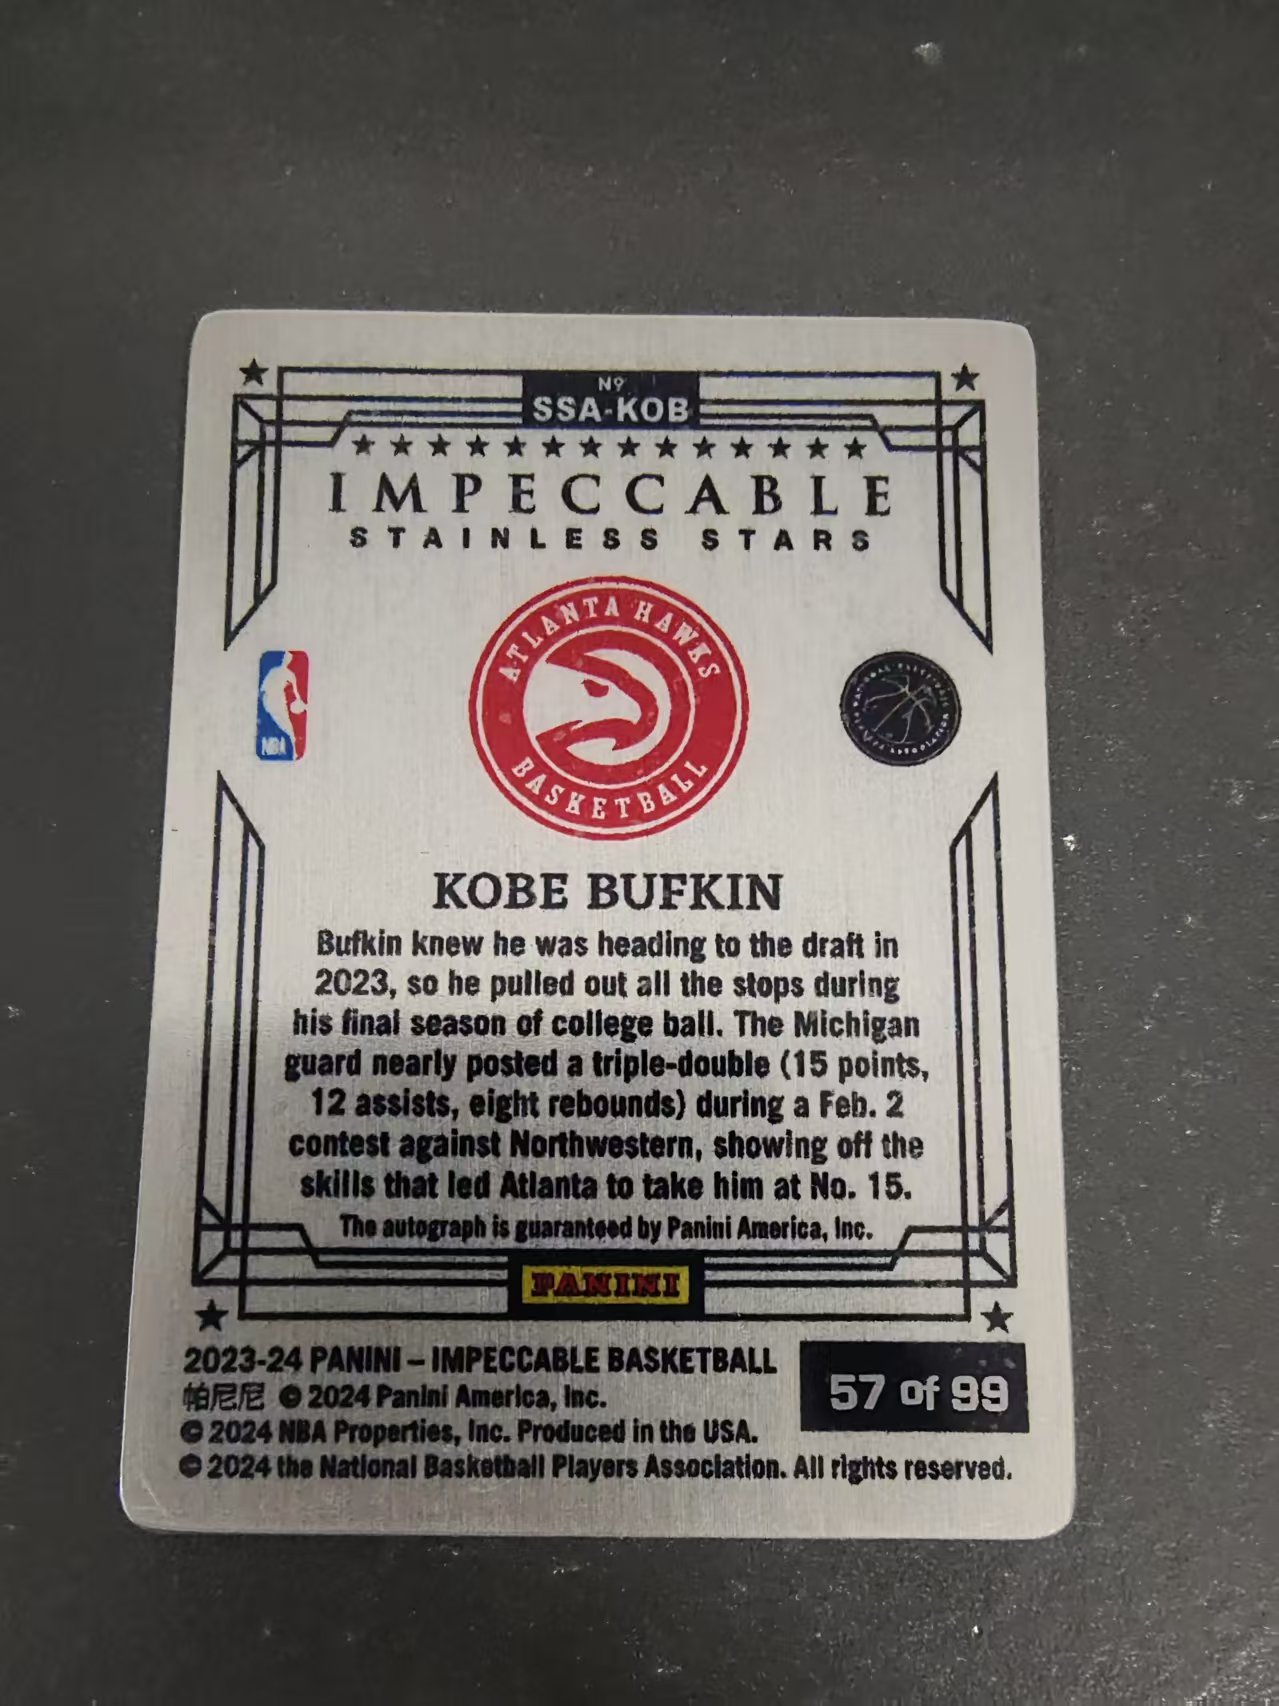 Nº
SSA-KOB
IMPECCABLE
STAINLESS STARS
ATLANTA HAWKS
BASKETBALL
NBA
KOBE BUFKIN
Bufkin knew he was heading to the draft in
2023, so he pulled out all the stops during
his final season of college ball. The Michigan
guard nearly posted a triple-double (15 points,
12 assists, eight rebounds) during a Feb. 2
contest against Northwestern, showing off the
skills that led Atlanta to take him at No. 15.
The autograph is guaranteed by Panini America, Inc.
PANINI
2023-24 PANINI – IMPECCABLE BASKETBALL
57 of 99
帕尼尼 © 2024 Panini America, Inc.
© 2024 NBA Properties, Inc. Produced in the USA.
© 2024 the National Basketball Players Association. All rights reserved.